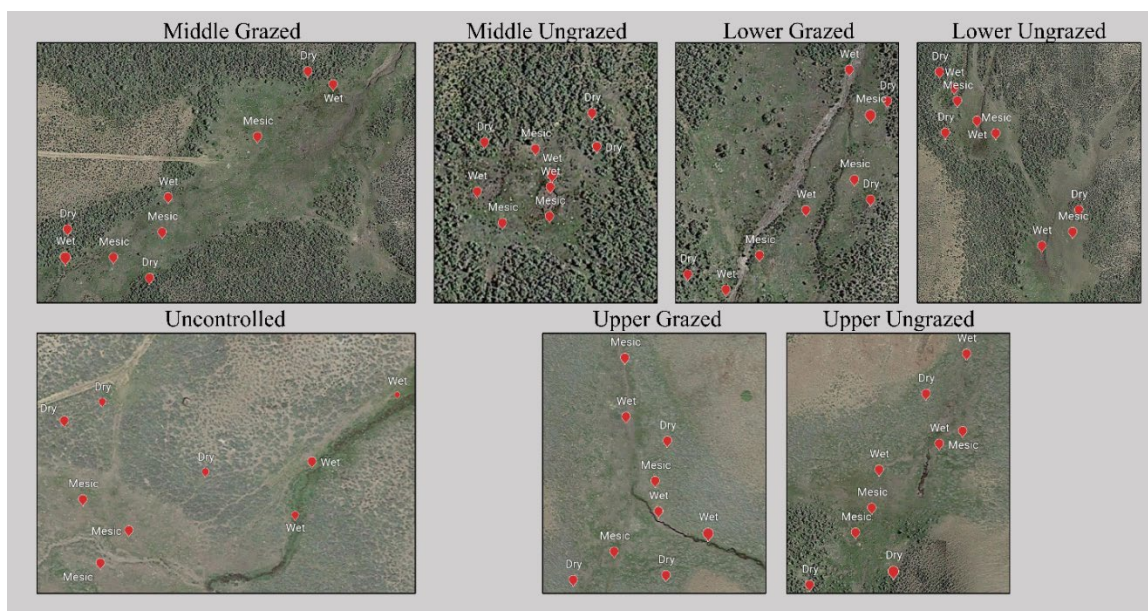 Middle Grazed
Dry
Wet
Mesic
Wet
Dry
Mesic
Wet
Mesic
Dry
Middle Ungrazed
Dry
Dry
Mesic
Dry
Wet
Wet
Wet
Mesic
Mesic
Lower Grazed
Wet
Dry
Mesic
Mesic
Dry
Wet
Mesic
Dry
Wet
Lower Ungrazed
Dry
Wet
Mesic
Mesic
Dry
Wet
Dry
Mesic
Wet
Uncontrolled
Wet
Dry
Dry
Dry
Wet
Mesic
Wet
Mesic
Mesic
Upper Grazed
Mesic
Wet
Dry
Mesic
Wet
Wet
Mesic
Dry
Dry
Upper Ungrazed
Wet
Dry
Wet
Mesic
Wet
Mesic
Mesic
Dry
Dry